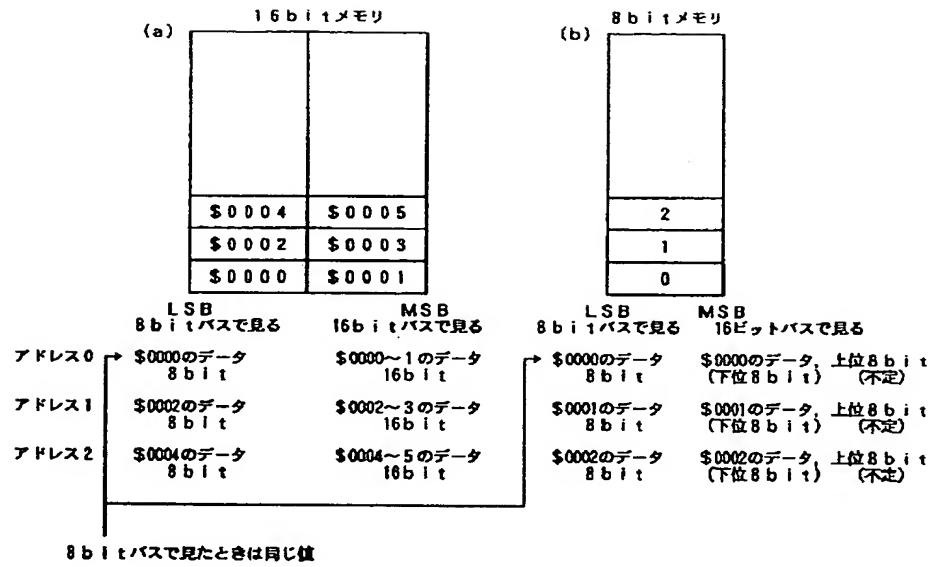 16bitメモリ
8bitメモリ
(a)
(b)
$0004 $0005
$0002 $0003
$0000 $0001
2
1
0
LSB MSB
8bitバスで見る 16bitバスで見る
LSB MSB
8bitバスで見る 16ビットバスで見る
アドレス0 $0000のデータ $0000～1のデータ $0000のデータ $0000のデータ, 上位8bit
8bit 16bit 8bit (下位8bit) (不定)
アドレス1 $0002のデータ $0002～3のデータ $0001のデータ $0001のデータ, 上位8bit
8bit 16bit 8bit (下位8bit) (不定)
アドレス2 $0004のデータ $0004～5のデータ $0002のデータ $0002のデータ, 上位8bit
8bit 16bit 8bit (下位8bit) (不定)
8bitバスで見たときは同じ値